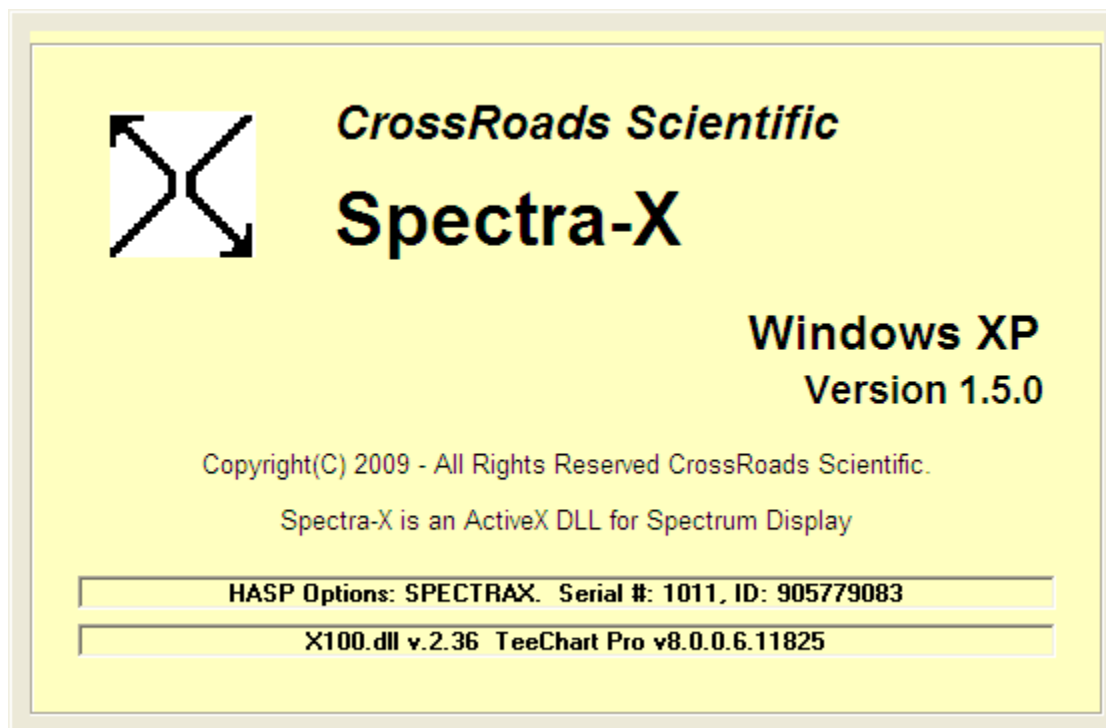 CrossRoads Scientific
Spectra-X
Windows XP
Version 1.5.0
Copyright(C) 2009 - All Rights Reserved CrossRoads Scientific.
Spectra-X is an ActiveX DLL for Spectrum Display
HASP Options: SPECTRAX.  Serial #: 1011, ID: 905779083
X100.dll v.2.36  TeeChart Pro v8.0.0.6.11825